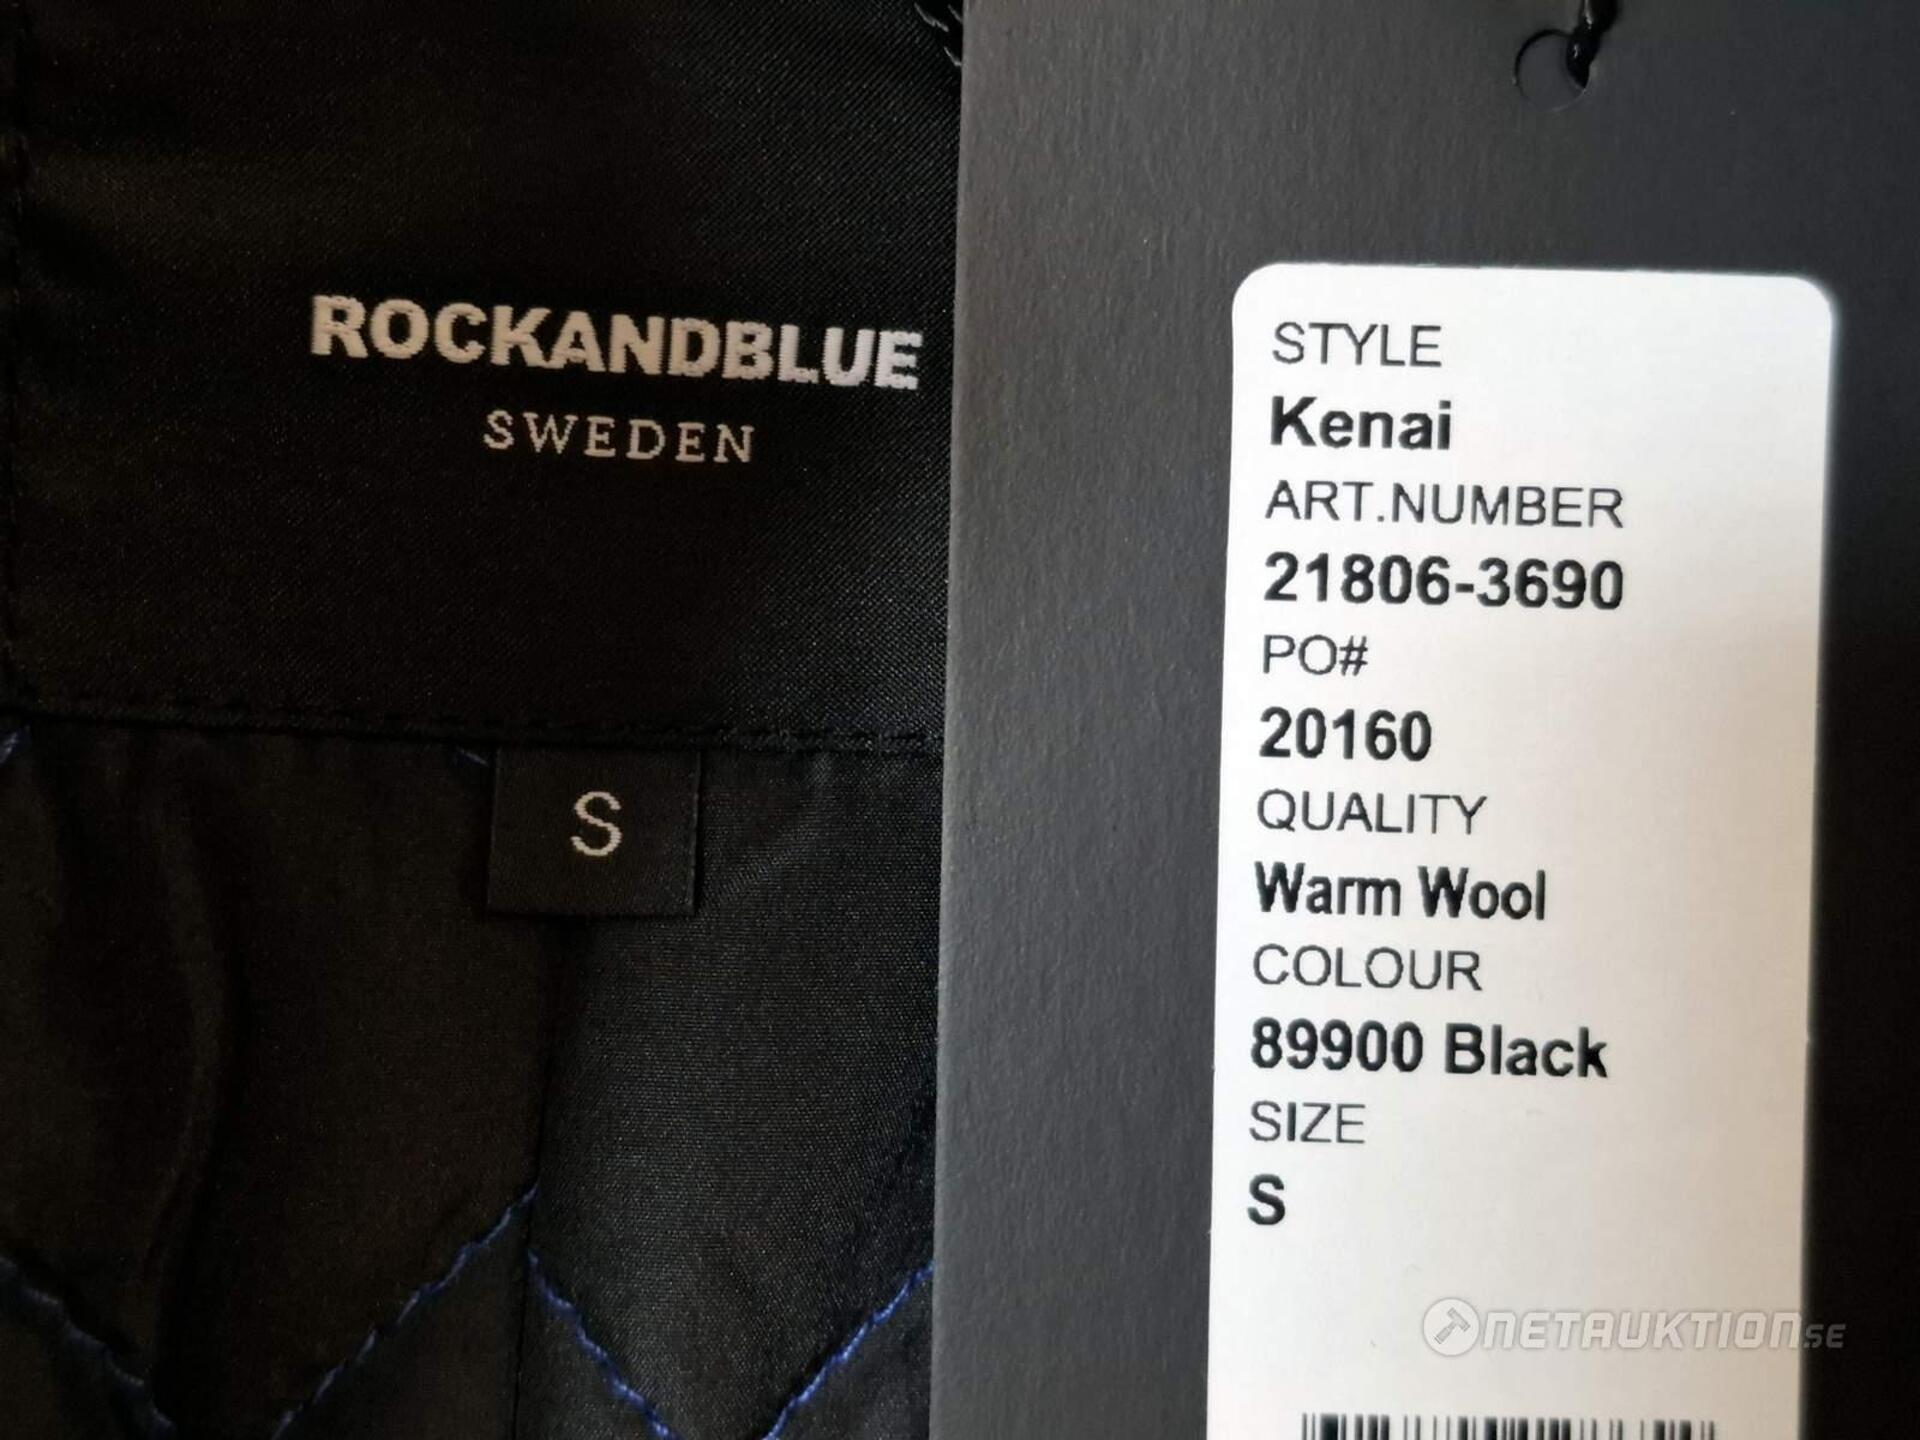 ROCKANDBLUE
SWEDEN
S
STYLE
Kenai
ART.NUMBER
21806-3690
PO#
20160
QUALITY
Warm Wool
COLOUR
89900 Black
SIZE
S
NETAUKTION.SE